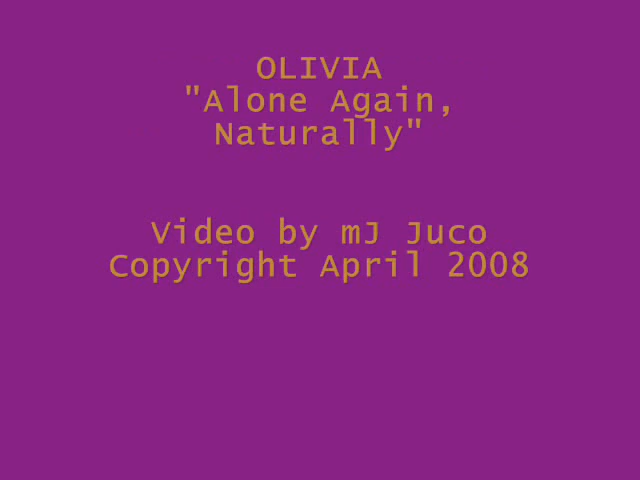 OLIVIA
"Alone Again,
Naturally"
Video by mJ Juco
Copyright April 2008